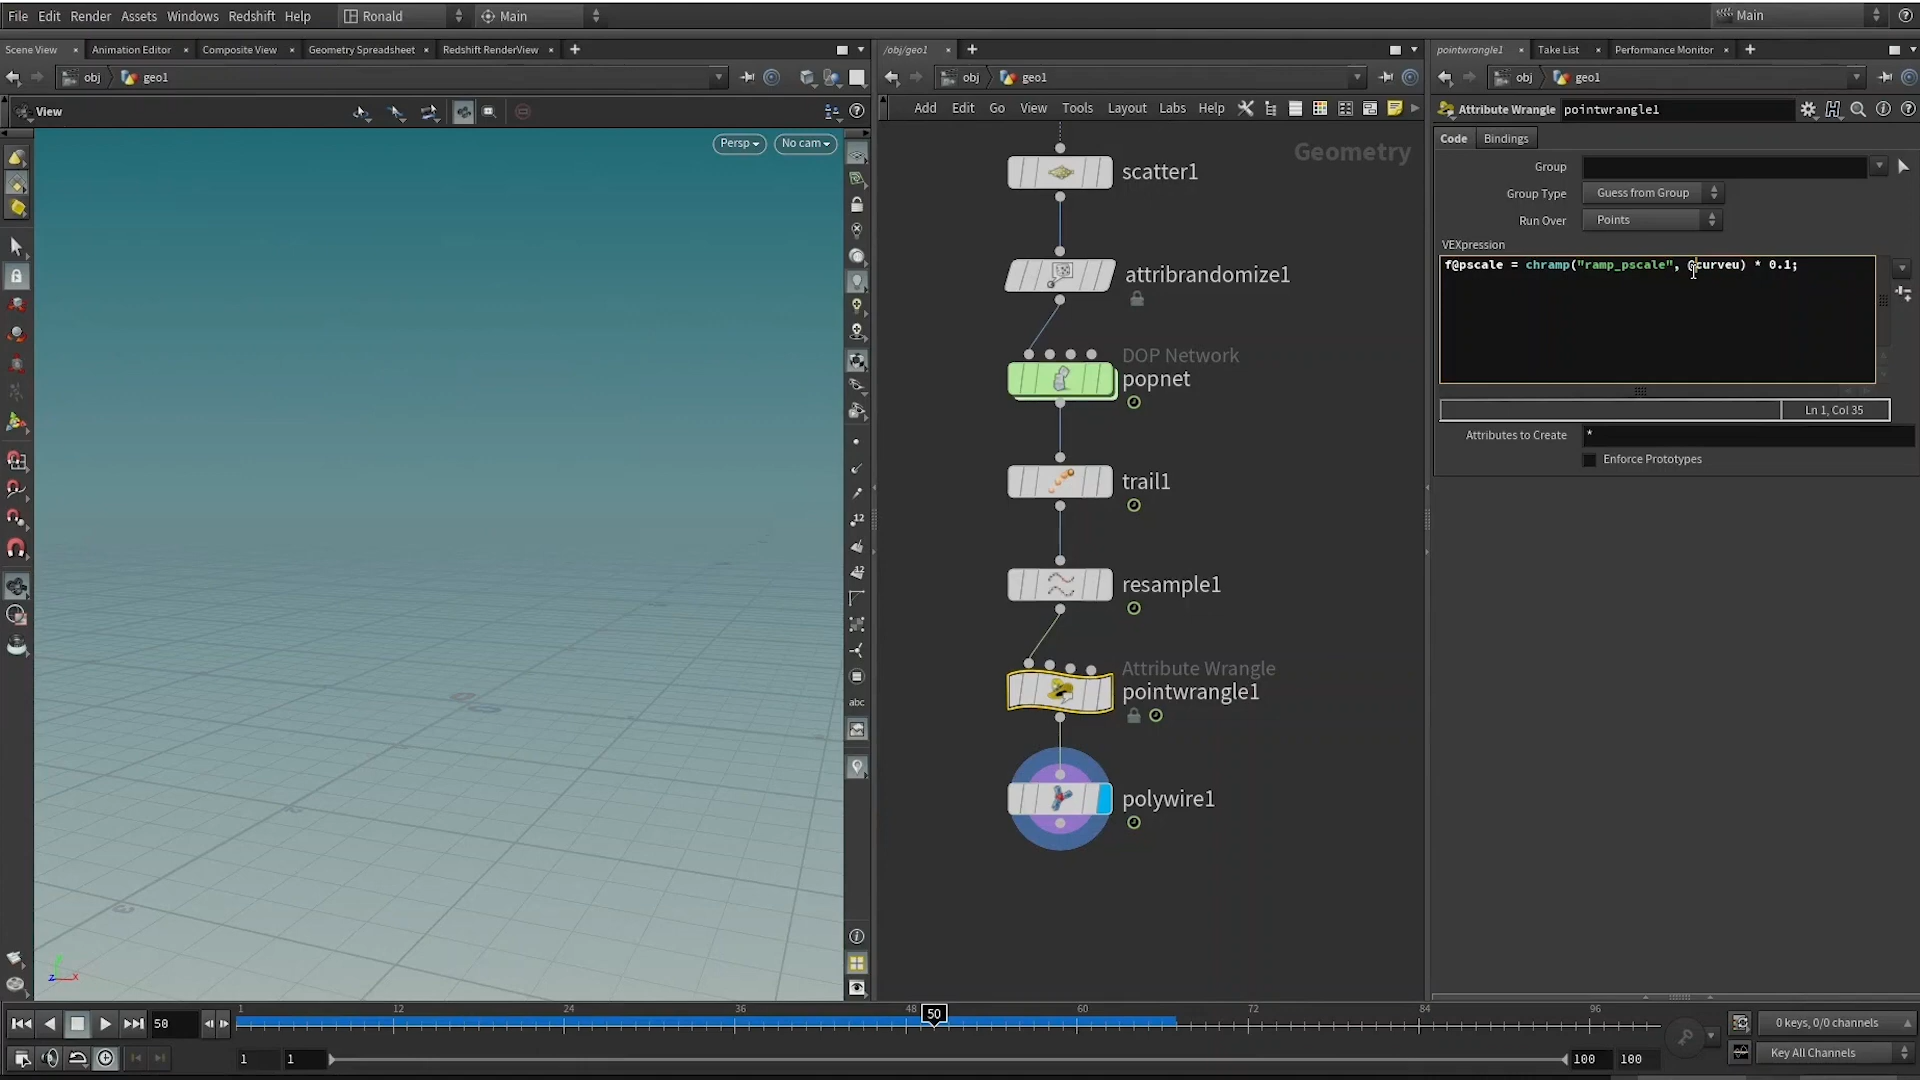 File Edit Render Assets Windows Redshift Help Ronald Main Main
Scene View Animation Editor Composite View Geometry Spreadsheet Redshift RenderView
/obj/geo1
pointwrangle1 Take List Performance Monitor
obj geo1
obj geo1
obj geo1
View
Persp No cam
Add Edit Go View Tools Layout Labs Help
Geometry
scatter1
attribrandomize1
DOP Network
popnet
trail1
resample1
Attribute Wrangle
pointwrangle1
polywire1
Attribute Wrangle pointwrangle1
Code Bindings
Group
Group Type Guess from Group
Run Over Points
VEXpression
f@pscale = chramp("ramp_pscale", @curveu) * 0.1;
Ln 1, Col 35
Attributes to Create *
Enforce Prototypes
12
12
abc
z x
1 12 24 36 48 60 72 84 96
50
50
0 keys, 0/0 channels
1 1 100 100
Key All Channels